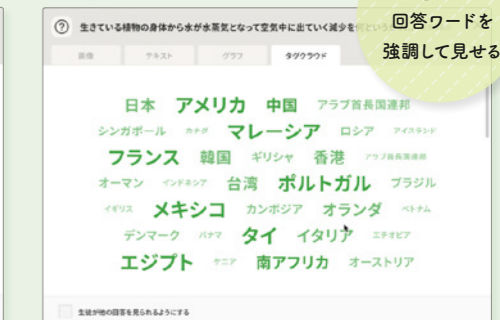 回答ワードを
強調して見せる
生きている植物の身体から水が水蒸気となって空気中に出ていく減少を何という
画像 テキスト グラフ タグクラウド
日本 アメリカ 中国 アラブ首長国連邦
シンガポール カナダ マレーシア ロシア アイスランド
フランス 韓国 ギリシャ 香港 アラブ首長国連邦
オーマン インドネシア 台湾 ポルトガル ブラジル
イギリス メキシコ カンボジア オランダ ベトナム
デンマーク パナマ タイ イタリア エチオピア
エジプト ケニア 南アフリカ オーストリア
生徒が他の回答を見られるようにする